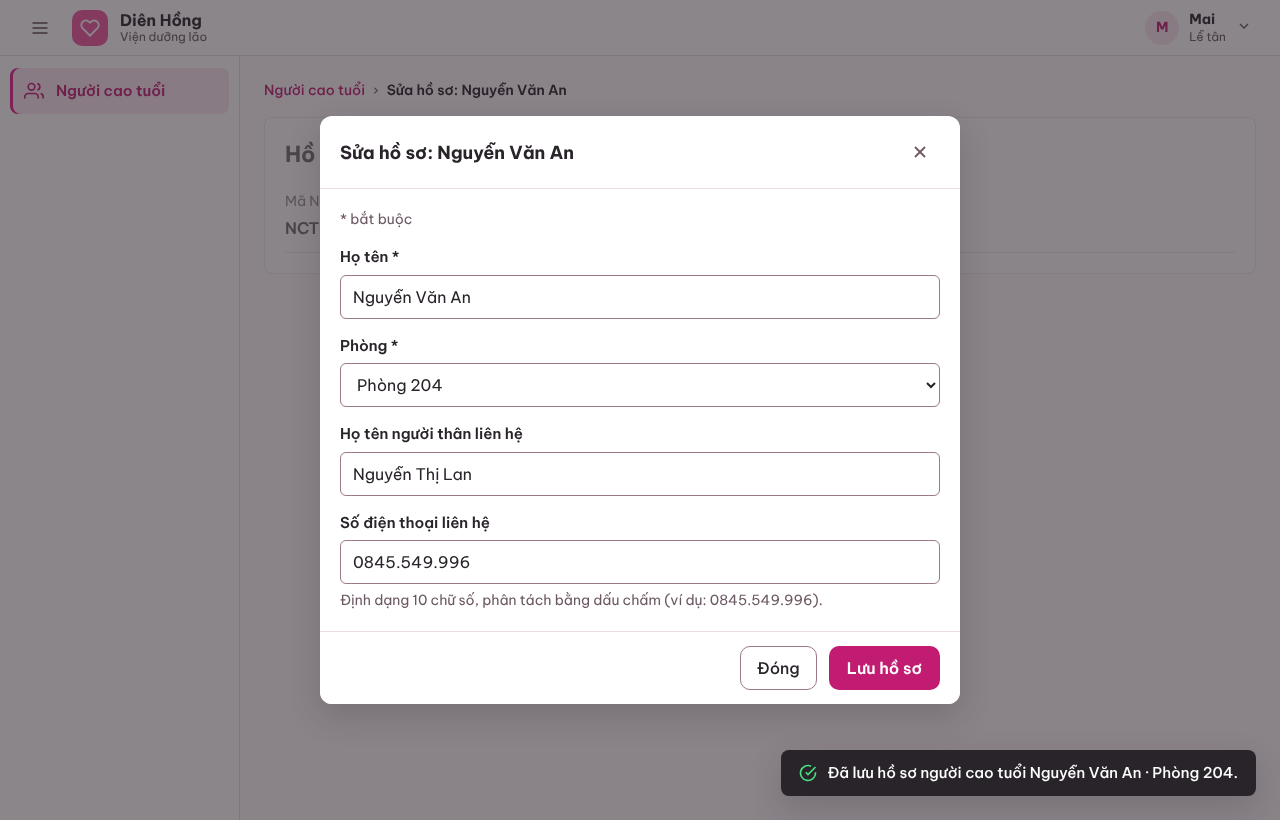 Diên Hồng
Viện dưỡng lão
M
Mai
Lễ tân
Người cao tuổi
Người cao tuổi › Sửa hồ sơ: Nguyễn Văn An
Hồ
Mã N
NCT
Sửa hồ sơ: Nguyễn Văn An
* bắt buộc
Họ tên *
Nguyễn Văn An
Phòng *
Phòng 204
Họ tên người thân liên hệ
Nguyễn Thị Lan
Số điện thoại liên hệ
0845.549.996
Định dạng 10 chữ số, phân tách bằng dấu chấm (ví dụ: 0845.549.996).
Đóng
Lưu hồ sơ
Đã lưu hồ sơ người cao tuổi Nguyễn Văn An · Phòng 204.